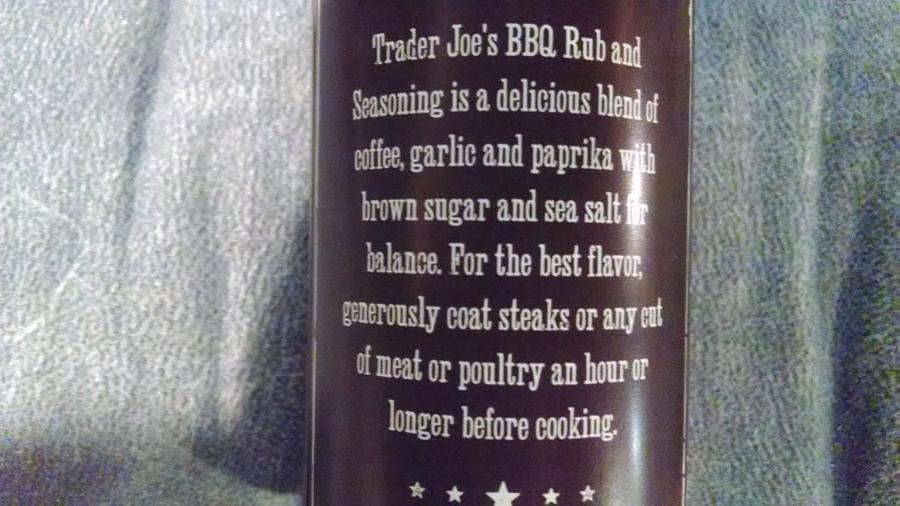 Trader Joe's BBQ Rub and
Seasoning is a delicious blend of
coffee, garlic and paprika with
brown sugar and sea salt for
balance. For the best flavor,
generously coat steaks or any cut
of meat or poultry an hour or
longer before cooking.